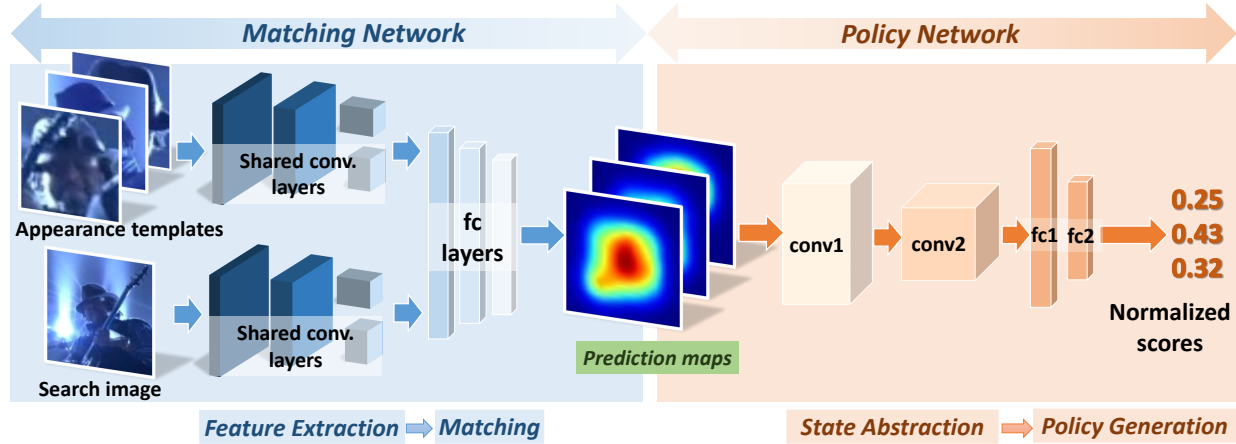 Matching Network
Policy Network
Shared conv.
layers
Appearance templates
fc
layers
conv1
conv2
fc1
fc2
0.25
0.43
0.32
Normalized
scores
Shared conv.
layers
Search image
Prediction maps
Feature Extraction
Matching
State Abstraction
Policy Generation